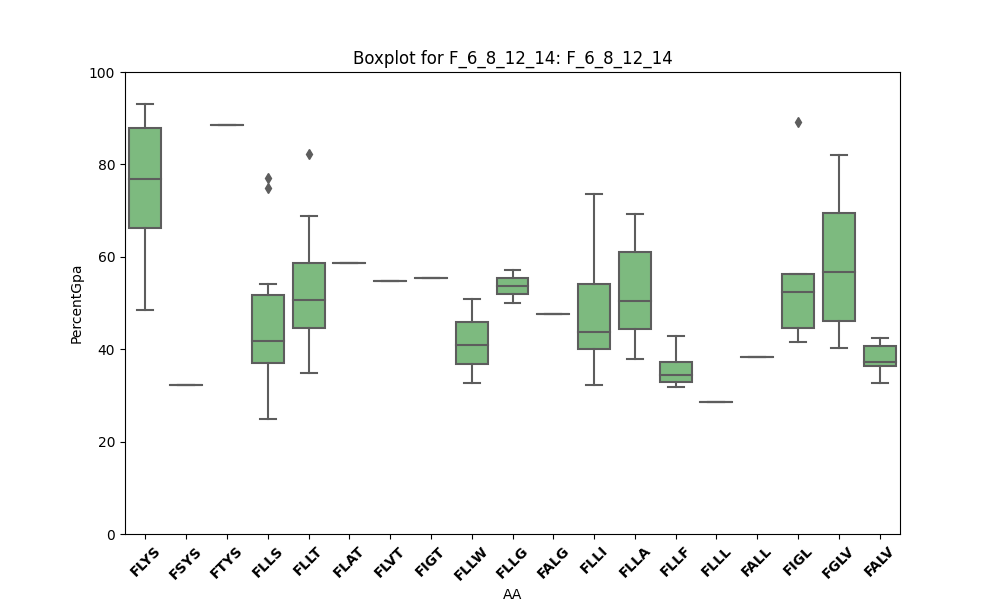 Boxplot for F_6_8_12_14: F_6_8_12_14
PercentGpa
100
80
60
40
20
0
FLYS FSYS FTYS FLLS FLLT FLAT FLVT FIGT FLLW FLLG FALG FLLI FLLA FLLF FLLL FALL FIGL FGLV FALV
AA